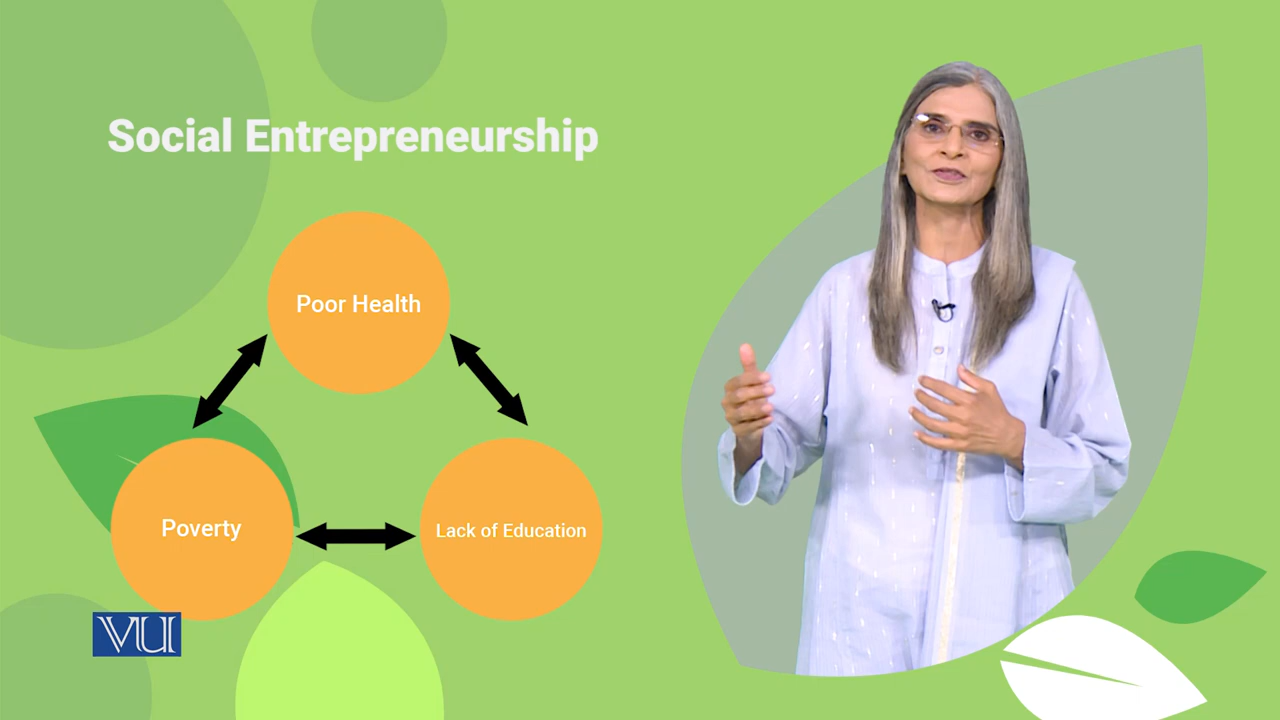 Social Entrepreneurship
Poor Health
Poverty
Lack of Education
VU